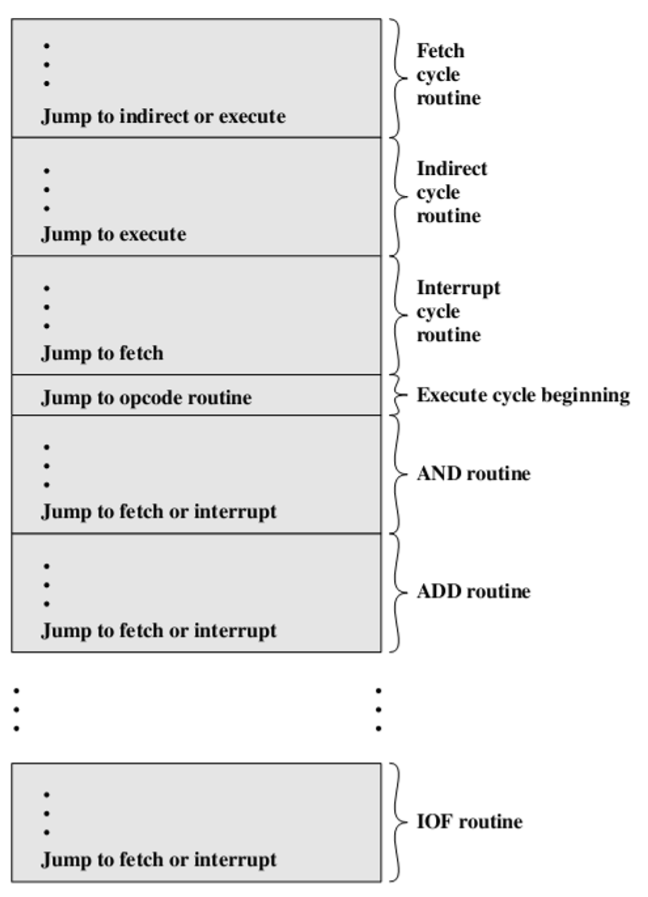 Jump to indirect or execute
Fetch
cycle
routine
Jump to execute
Indirect
cycle
routine
Jump to fetch
Interrupt
cycle
routine
Jump to opcode routine
Execute cycle beginning
Jump to fetch or interrupt
AND routine
Jump to fetch or interrupt
ADD routine
Jump to fetch or interrupt
IOF routine